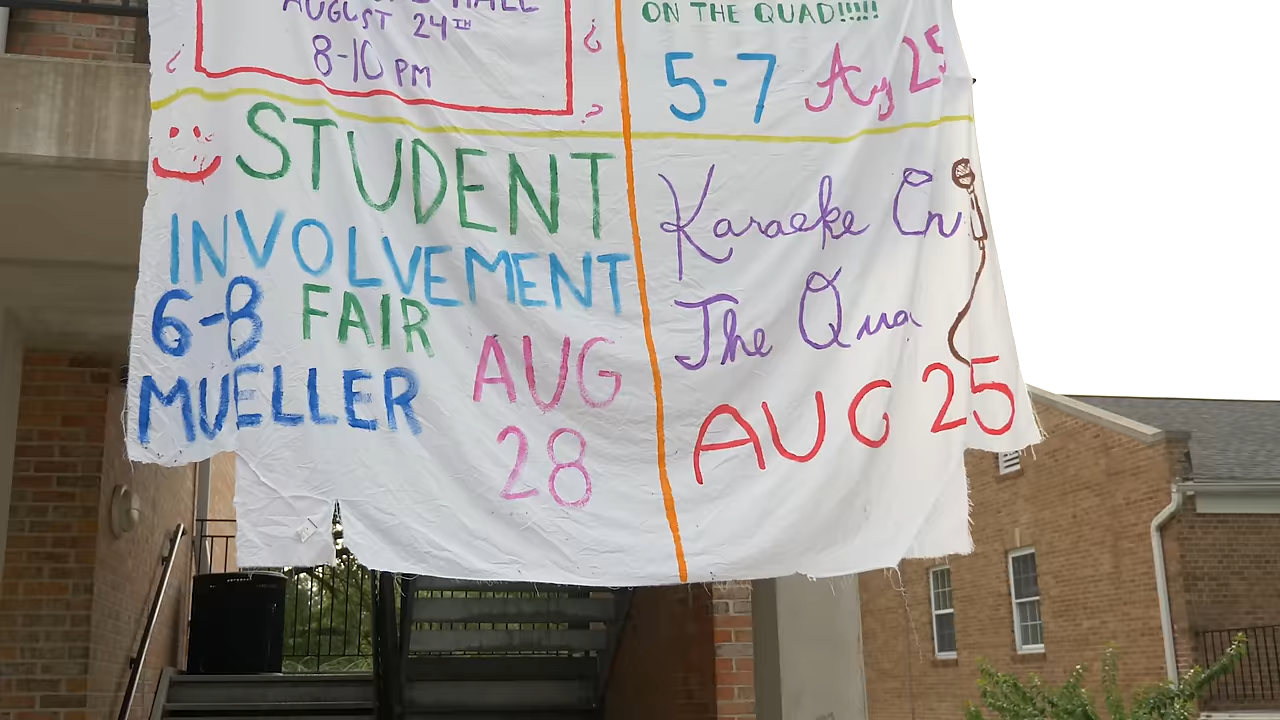 HALL
AUGUST 24TH
8-10 PM
ON THE QUAD!!!!!
5-7 Aug 25
STUDENT
INVOLVEMENT
6-8 FAIR
MUELLER AUG
28
Karaoke On
The Qua
AUG 25